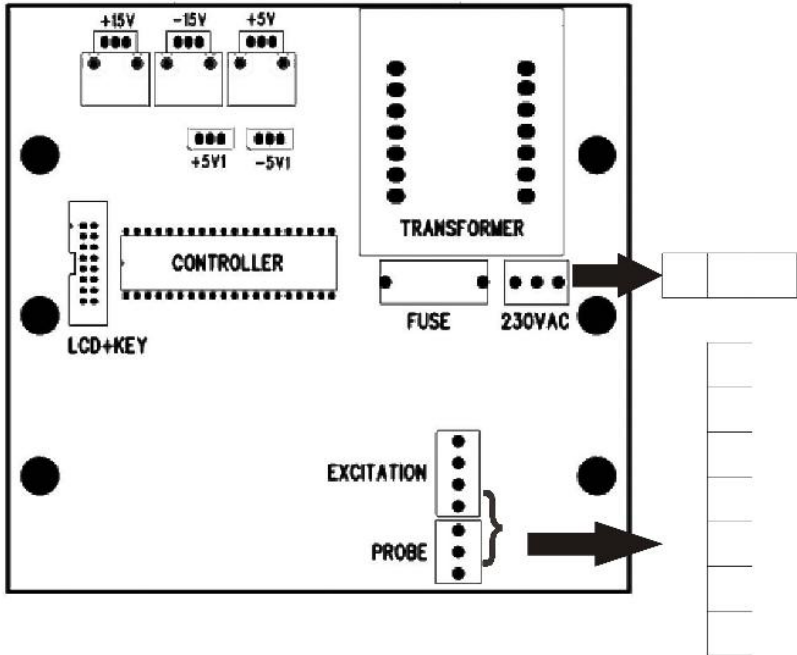 +15V -15V +5V
+5V1 -5V1
TRANSFORMER
CONTROLLER
FUSE 230VAC
LCD+KEY
EXCITATION
PROBE